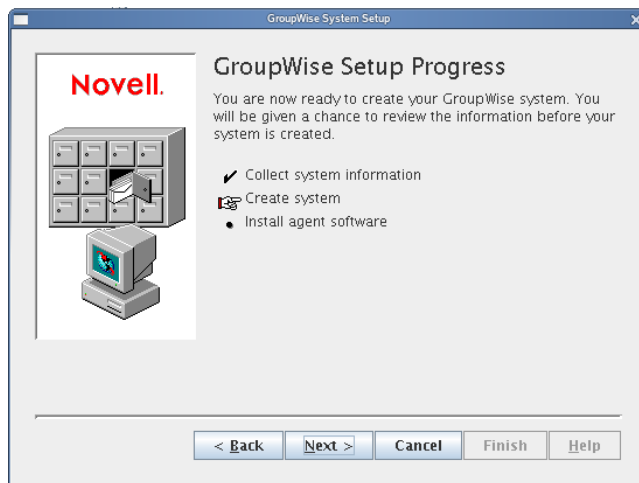 GroupWise System Setup
Novell.
GroupWise Setup Progress
You are now ready to create your GroupWise system. You
will be given a chance to review the information before your
system is created.
Collect system information
Create system
Install agent software
< Back
Next >
Cancel
Finish
Help